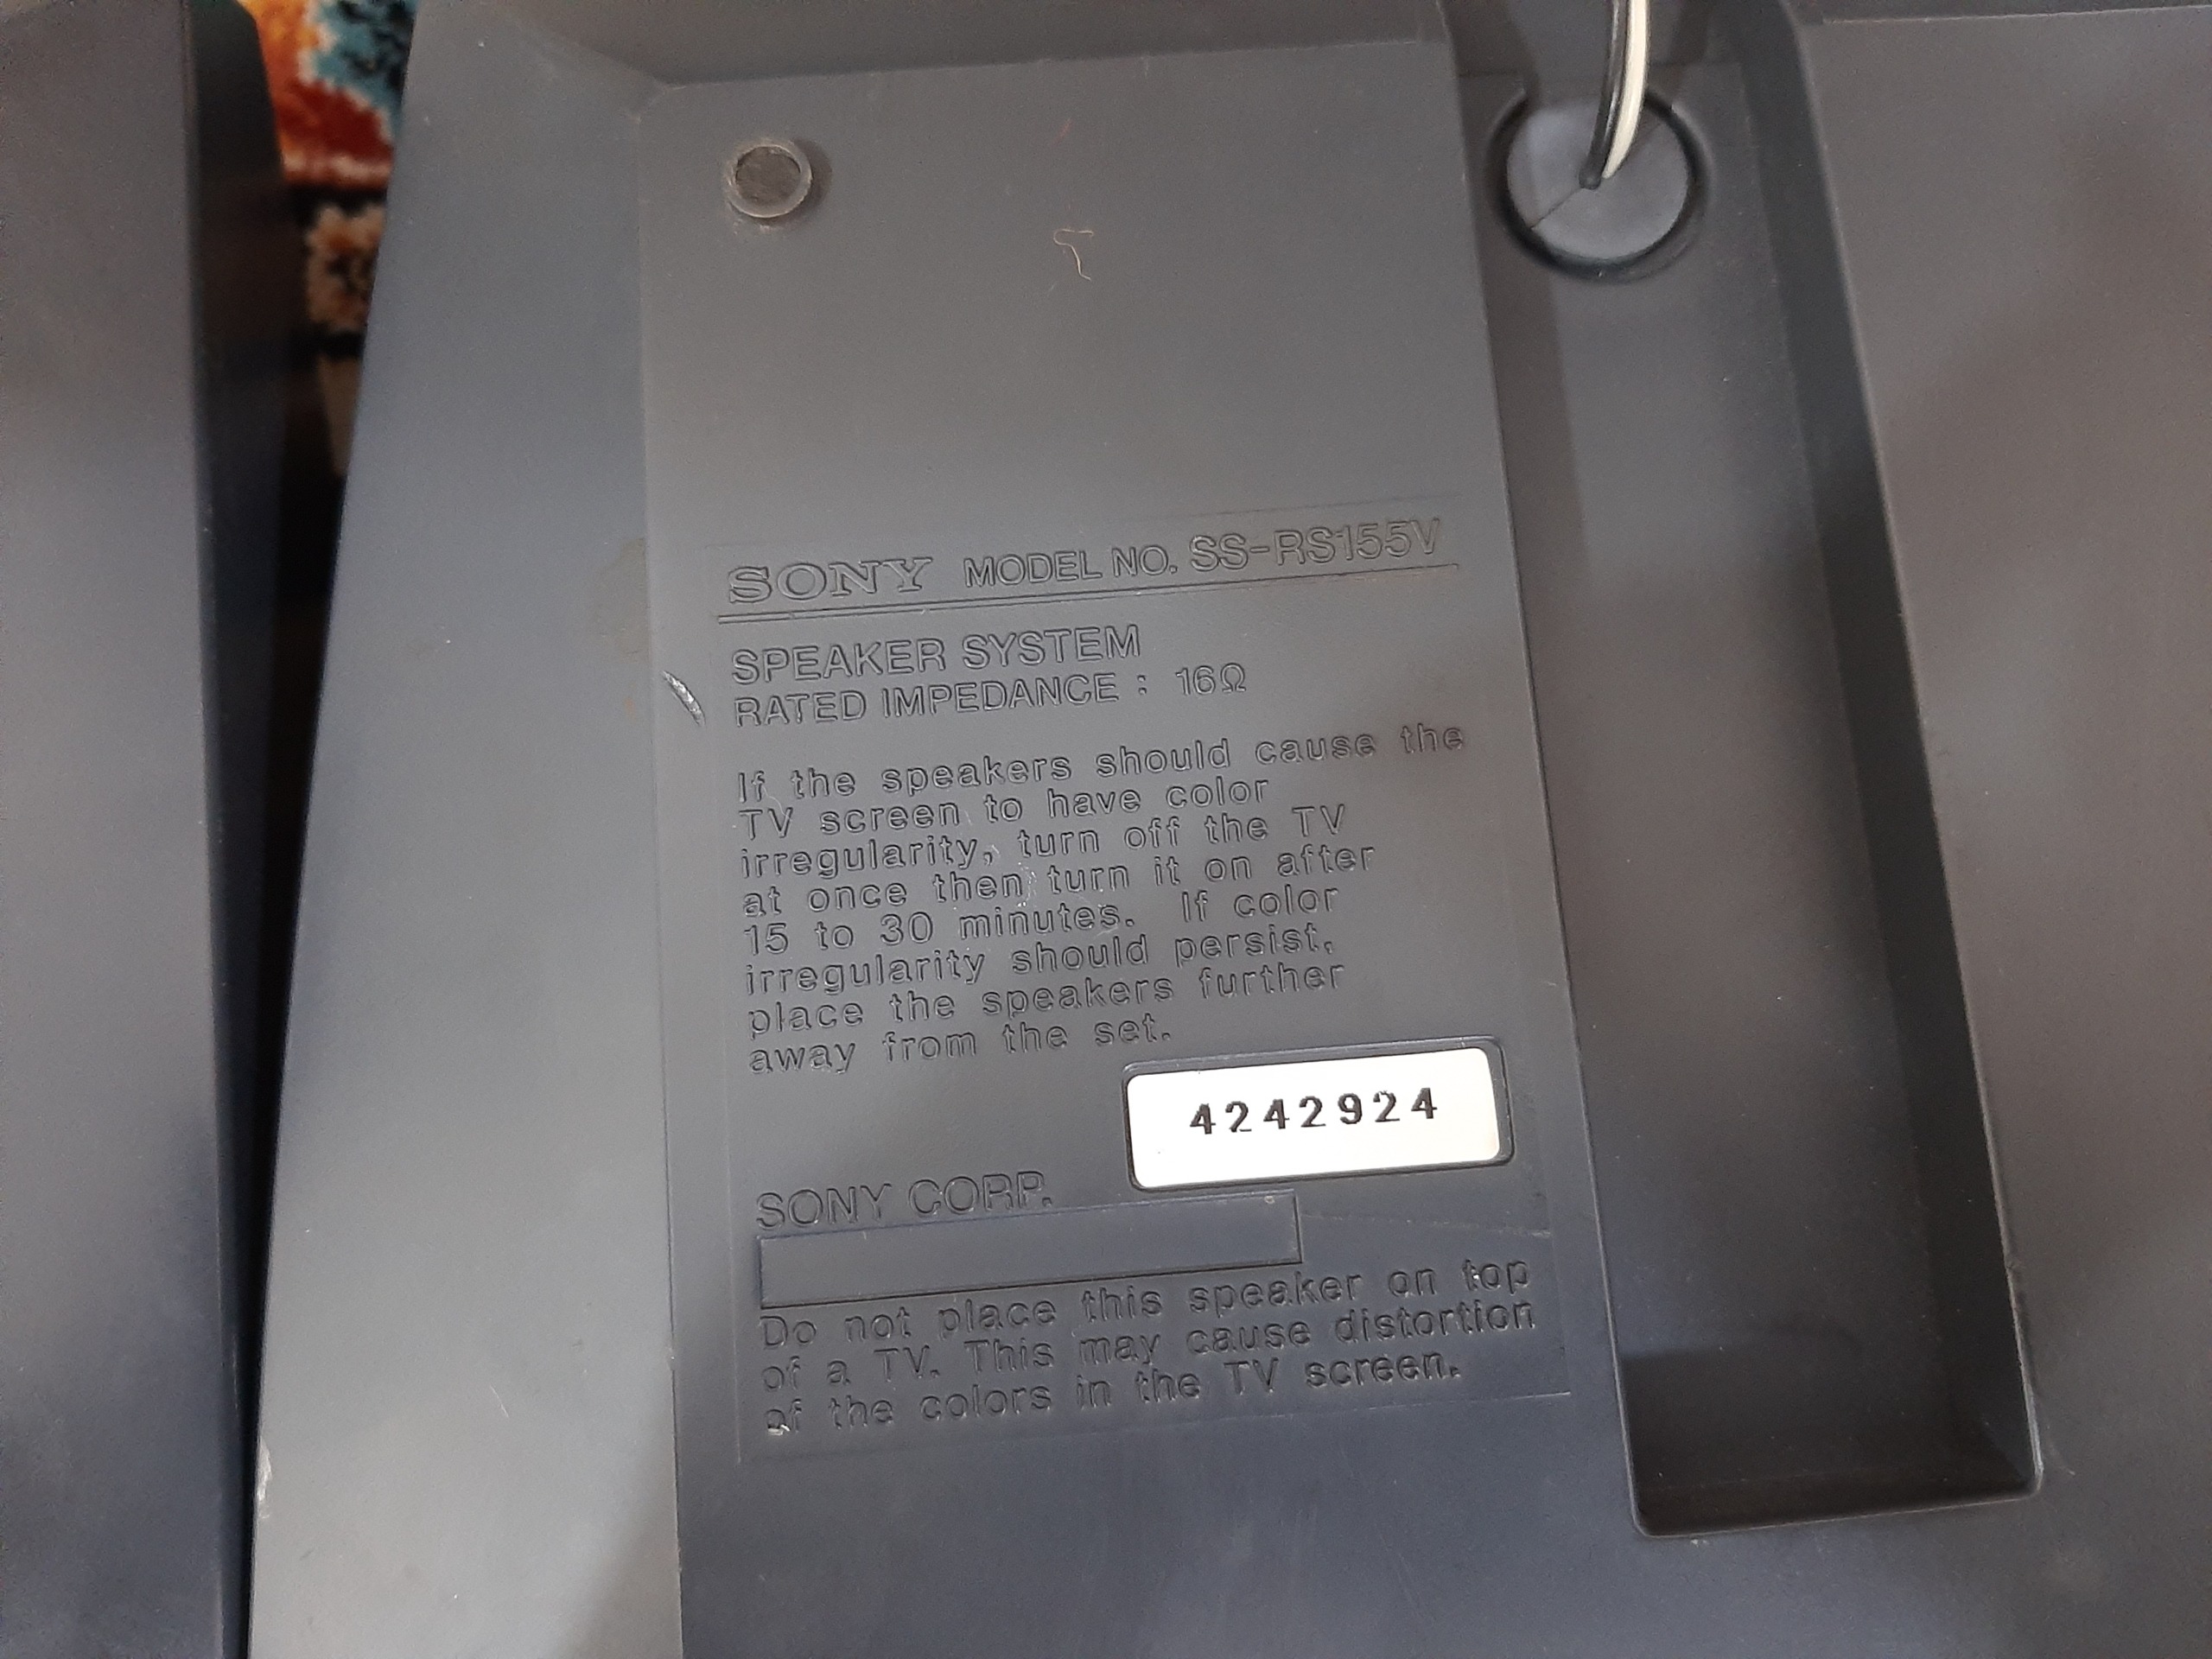 SONY MODEL NO. SS-RS155V
SPEAKER SYSTEM
RATED IMPEDANCE : 16Ω
If the speakers should cause the
TV screen to have color
irregularity, turn off the TV
at once then turn it on after
15 to 30 minutes. If color
irregularity should persist,
place the speakers further
away from the set.
4242924
SONY CORP.
Do not place this speaker on top
of a TV. This may cause distortion
of the colors in the TV screen.